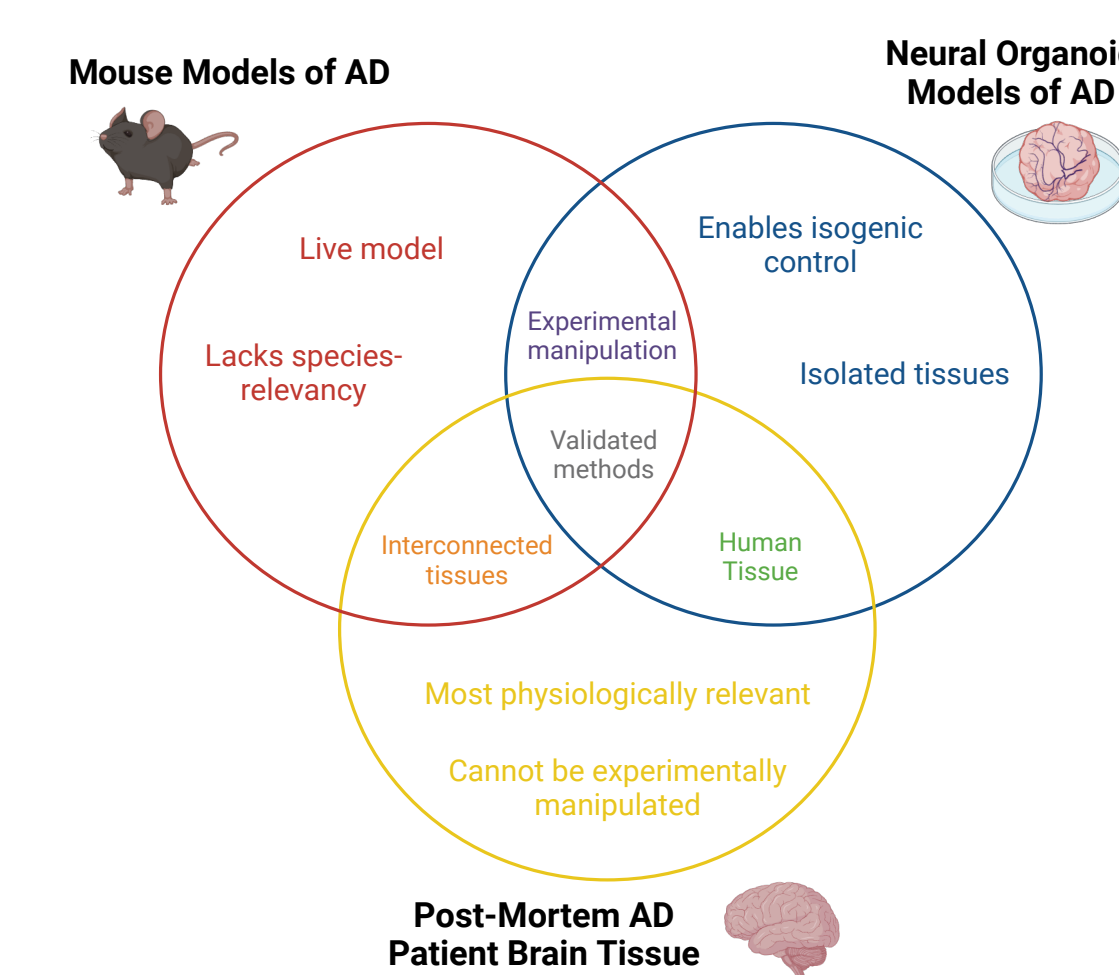 Mouse Models of AD
Neural Organoi
Models of AD
Live model
Enables isogenic
control
Experimental
manipulation
Lacks species-
relevancy
Isolated tissues
Validated
methods
Interconnected
tissues
Human
Tissue
Most physiologically relevant
Cannot be experimentally
manipulated
Post-Mortem AD
Patient Brain Tissue